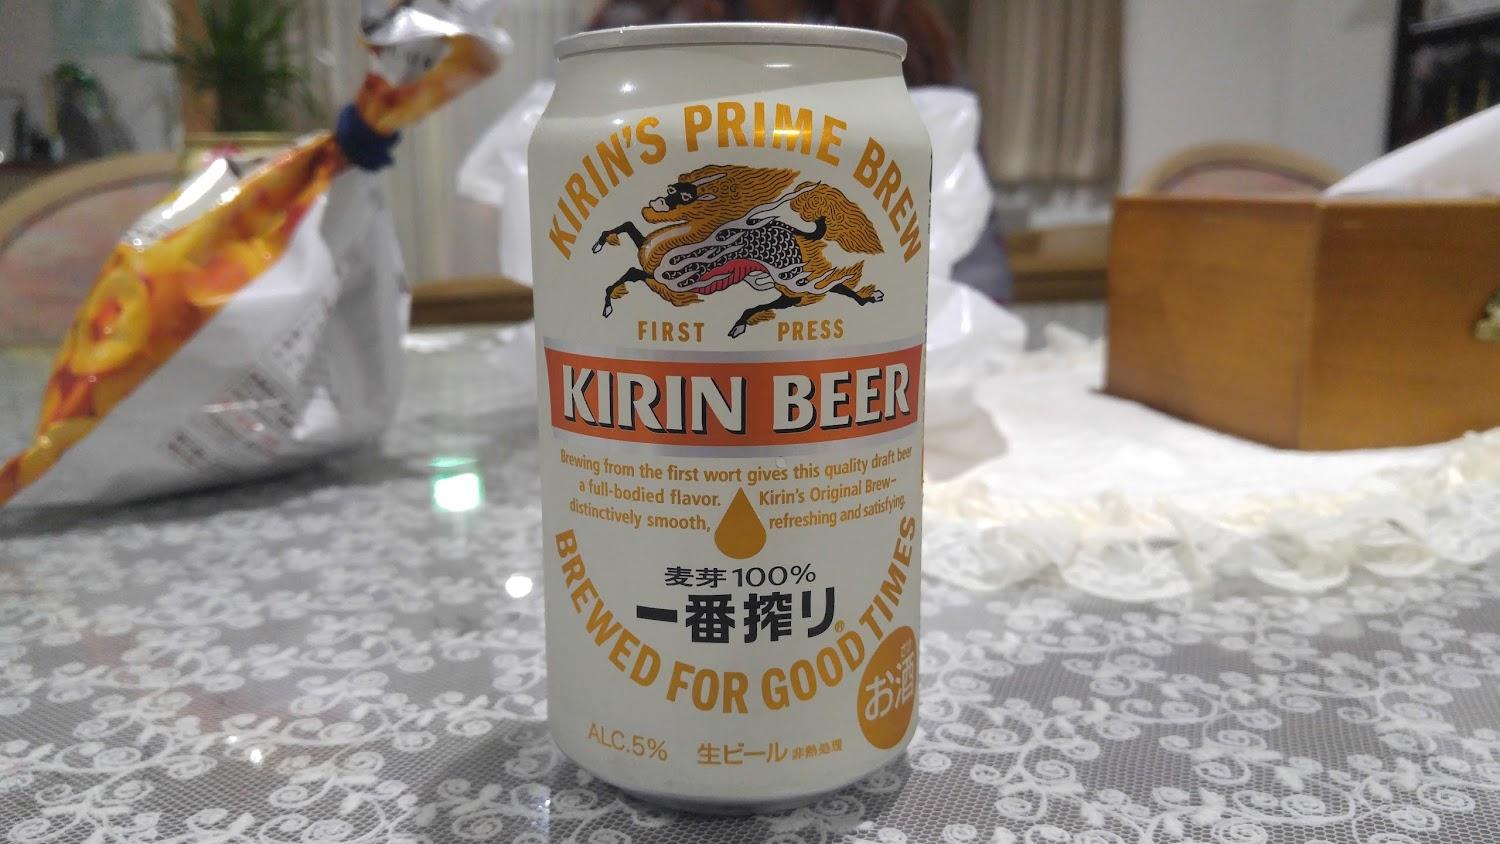 KIRIN'S PRIME BREW
FIRST PRESS
KIRIN BEER
Brewing from the first wort gives this quality draft beer
a full-bodied flavor. Kirin's Original Brew-
distinctively smooth, refreshing and satisfying.
麦芽100%
一番搾り®
BREWED FOR GOOD TIMES
お酒
ALC.5% 生ビール 非熱処理